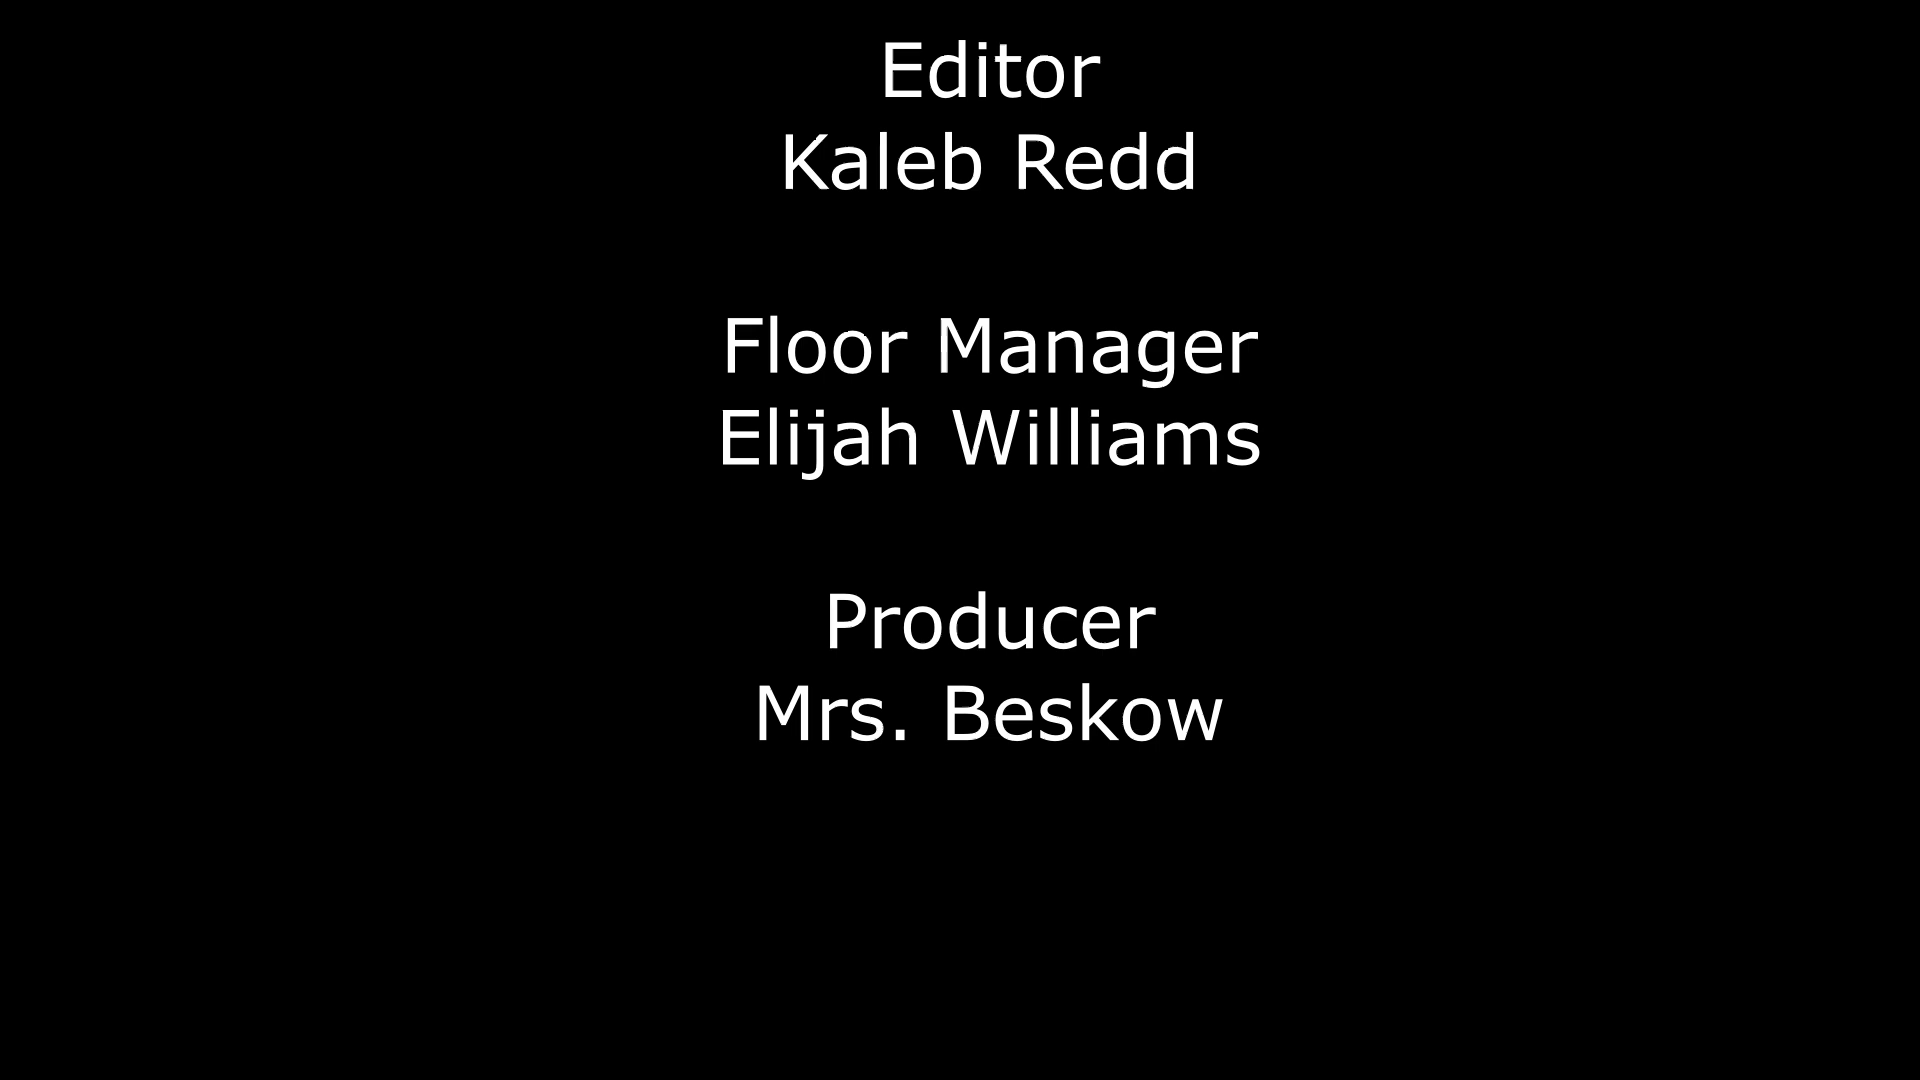 Editor
Kaleb Redd
Floor Manager
Elijah Williams
Producer
Mrs. Beskow